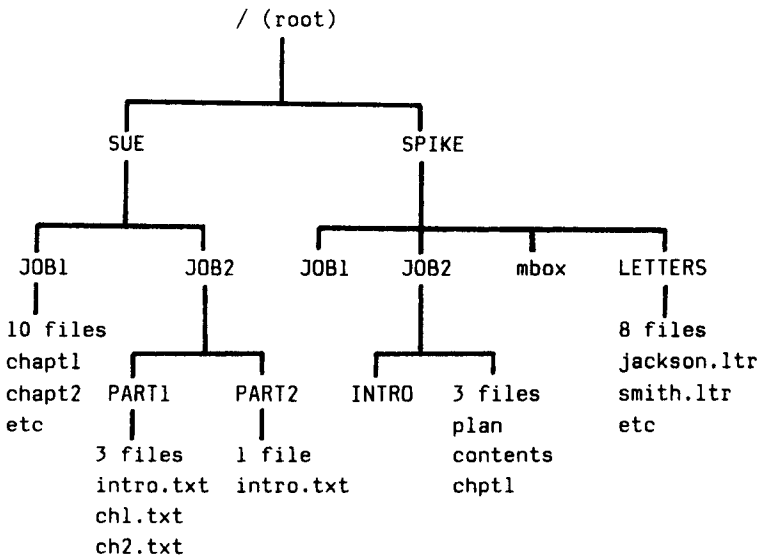 / (root)
SUE SPIKE
JOB1 JOB2 JOB1 JOB2 mbox LETTERS
10 files
chapt1
chapt2
etc
PART1 PART2
3 files
intro.txt
ch1.txt
ch2.txt
1 file
intro.txt
INTRO
3 files
plan
contents
chpt1
8 files
jackson.ltr
smith.ltr
etc